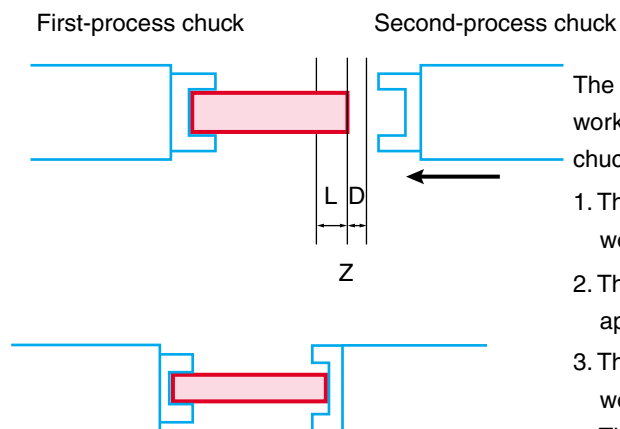 First-process chuck
Second-process chuck
The
work
chuc
1. Th
we
2. Th
ap
3. Th
we
L
D
Z